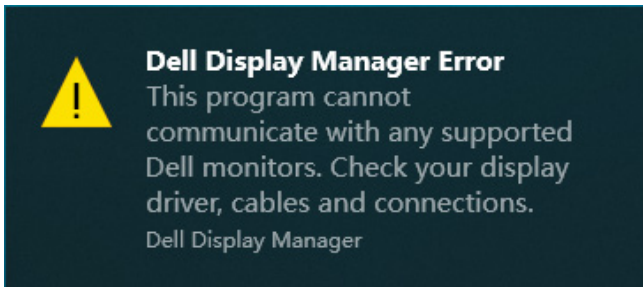 Dell Display Manager Error
This program cannot
communicate with any supported
Dell monitors. Check your display
driver, cables and connections.
Dell Display Manager